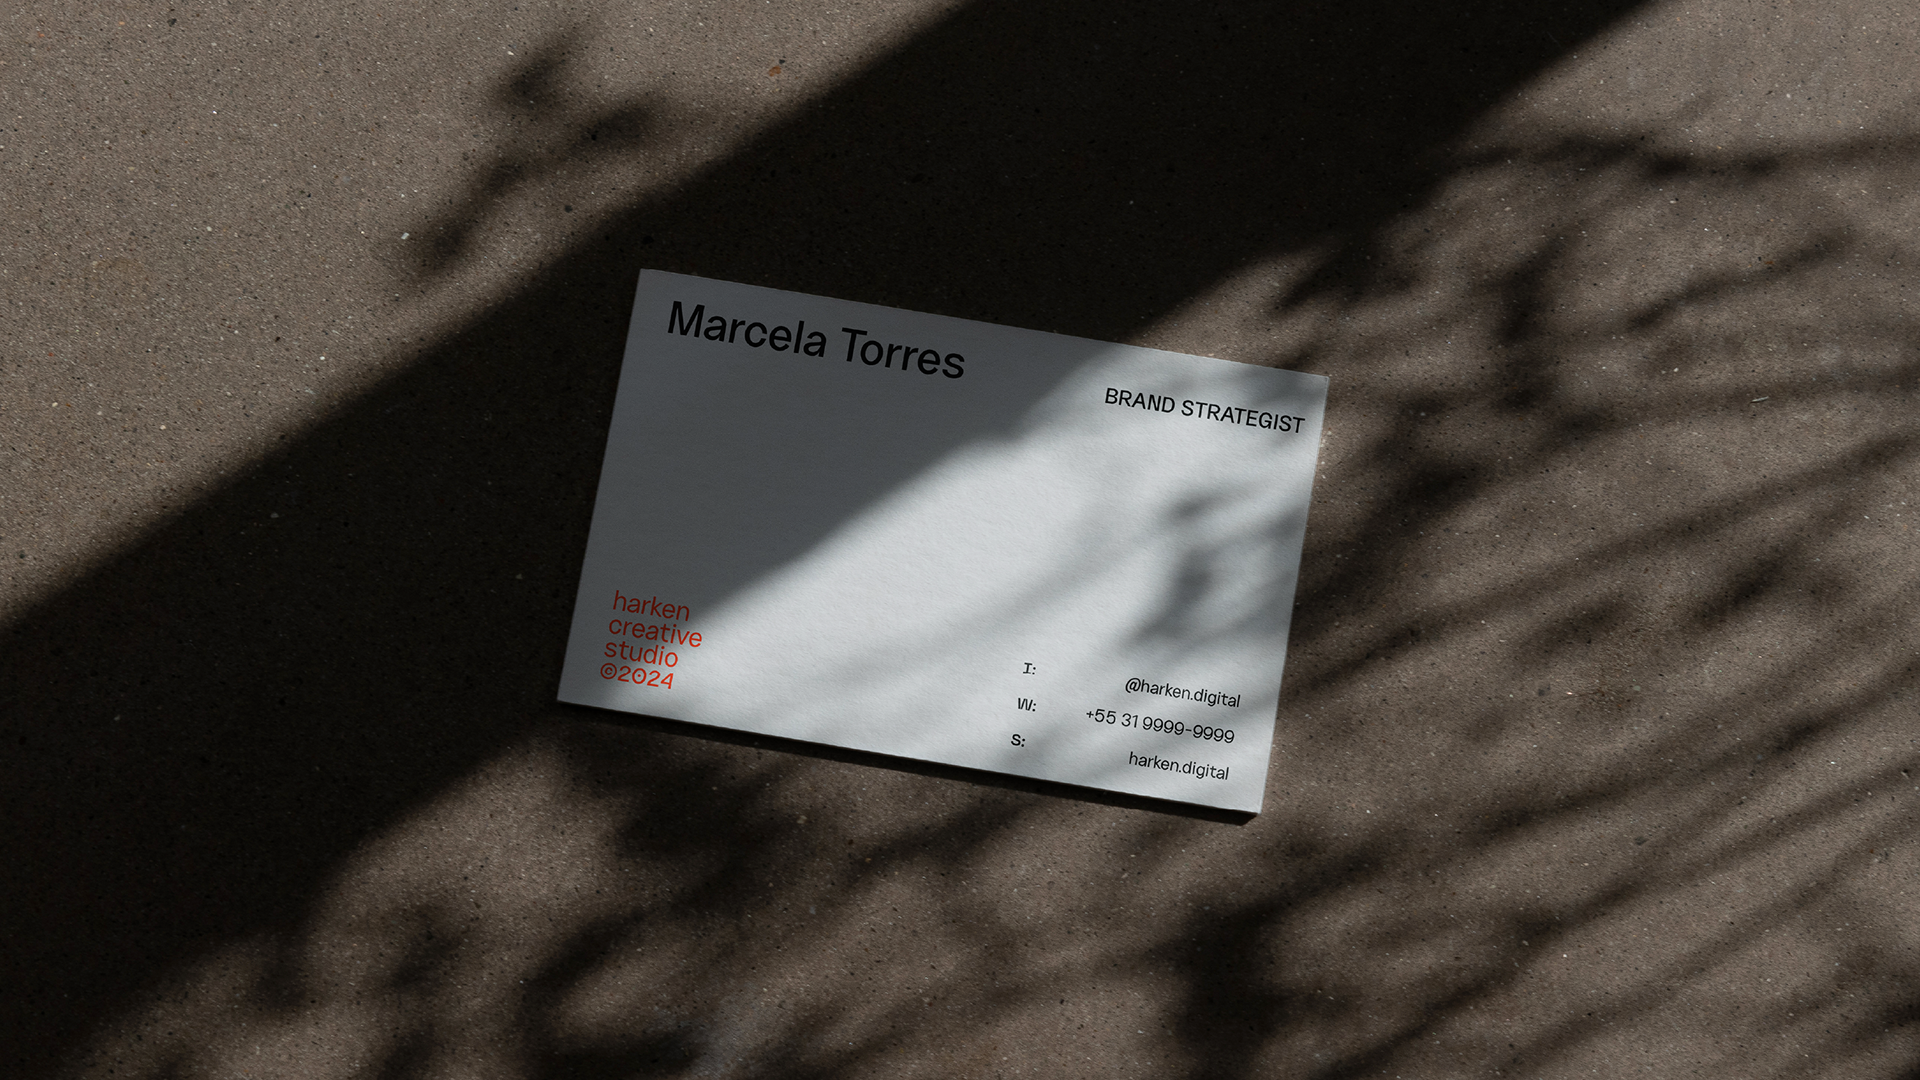 Marcela Torres
BRAND STRATEGIST
harken
creative
studio
©2024
I: @harken.digital
W: +55 31 9999-9999
S: harken.digital